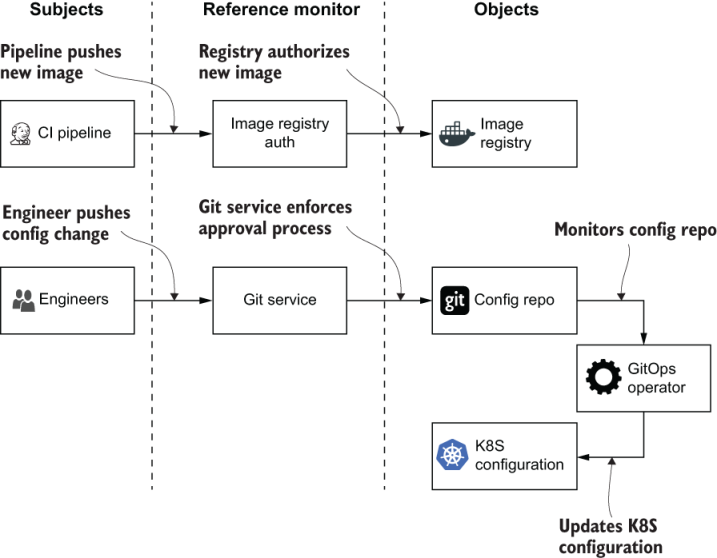 Subjects
Reference monitor
Objects
Pipeline pushes
new image
Registry authorizes
new image
CI pipeline
Image registry
auth
Image
registry
Engineer pushes
config change
Git service enforces
approval process
Monitors config repo
Engineers
Git service
git
Config repo
GitOps
operator
K8S
configuration
Updates K8S
configuration